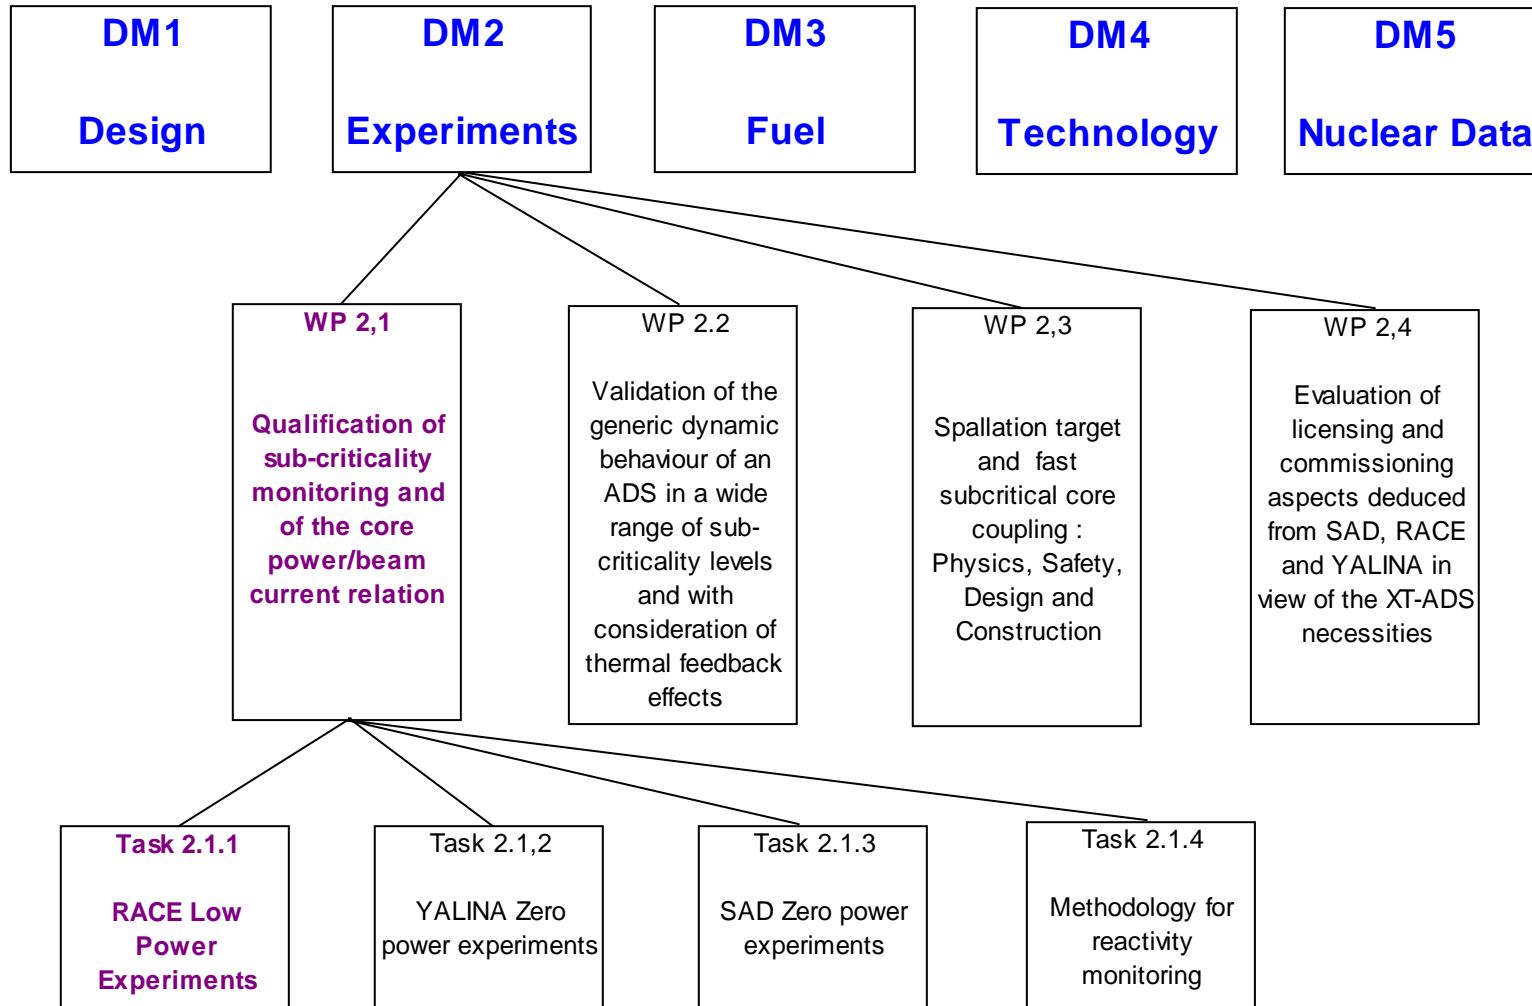 DM1
Design
DM2
Experiments
DM3
Fuel
DM4
Technology
DM5
Nuclear Data
WP 2,1
Qualification of
sub-criticality
monitoring and
of the core
power/beam
current relation
WP 2.2
Validation of the
generic dynamic
behaviour of an
ADS in a wide
range of sub-
criticality levels
and with
consideration of
thermal feedback
effects
WP 2,3
Spallation target
and fast
subcritical core
coupling :
Physics, Safety,
Design and
Construction
WP 2,4
Evaluation of
licensing and
commissioning
aspects deduced
from SAD, RACE
and YALINA in
view of the XT-ADS
necessities
Task 2.1.1
RACE Low
Power
Experiments
Task 2.1,2
YALINA Zero
power experiments
Task 2.1.3
SAD Zero power
experiments
Task 2.1.4
Methodology for
reactivity
monitoring